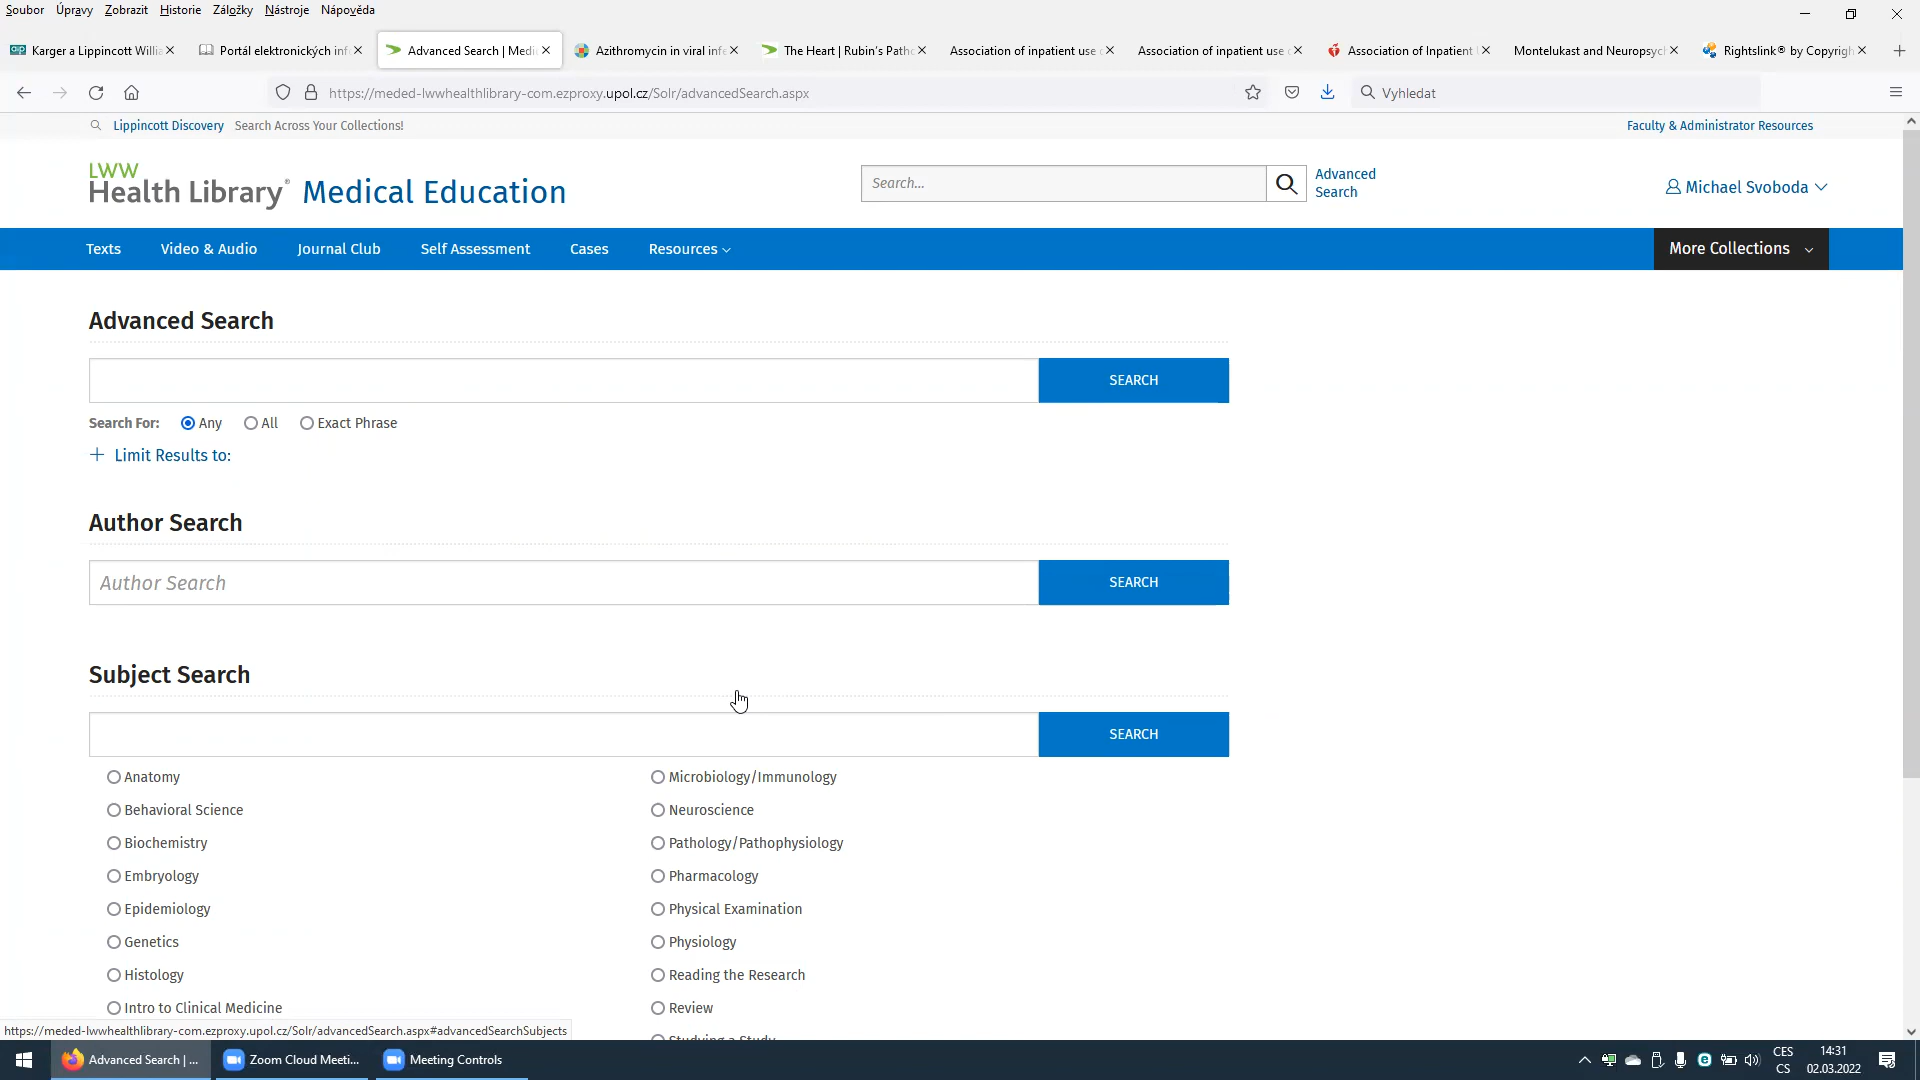 Soubor Úpravy Zobrazit Historie Záložky Nástroje Nápověda
Karger a Lippincott Willia Portál elektronických inf Advanced Search | Medic Azithromycin in viral infe The Heart | Rubin's Patho Association of inpatient use Association of inpatient use Association of Inpatient Montelukast and Neuropsyc Rightslink® by Copyrigh
https://meded-lwwhealthlibrary-com.ezproxy.upol.cz/Solr/advancedSearch.aspx Vyhledat
Lippincott Discovery Search Across Your Collections! Faculty & Administrator Resources
LWW
Health Library® Medical Education
Search...
Advanced
Search
Michael Svoboda
Texts Video & Audio Journal Club Self Assessment Cases Resources More Collections
Advanced Search
SEARCH
Search For: Any All Exact Phrase
Limit Results to:
Author Search
Author Search SEARCH
Subject Search
SEARCH
Anatomy Microbiology/Immunology
Behavioral Science Neuroscience
Biochemistry Pathology/Pathophysiology
Embryology Pharmacology
Epidemiology Physical Examination
Genetics Physiology
Histology Reading the Research
Intro to Clinical Medicine Review
https://meded-lwwhealthlibrary-com.ezproxy.upol.cz/Solr/advancedSearch.aspx#advancedSearchSubjects Studying a Study
Advanced Search | ... Zoom Cloud Meeti... Meeting Controls
CES 14:31
CS 02.03.2022